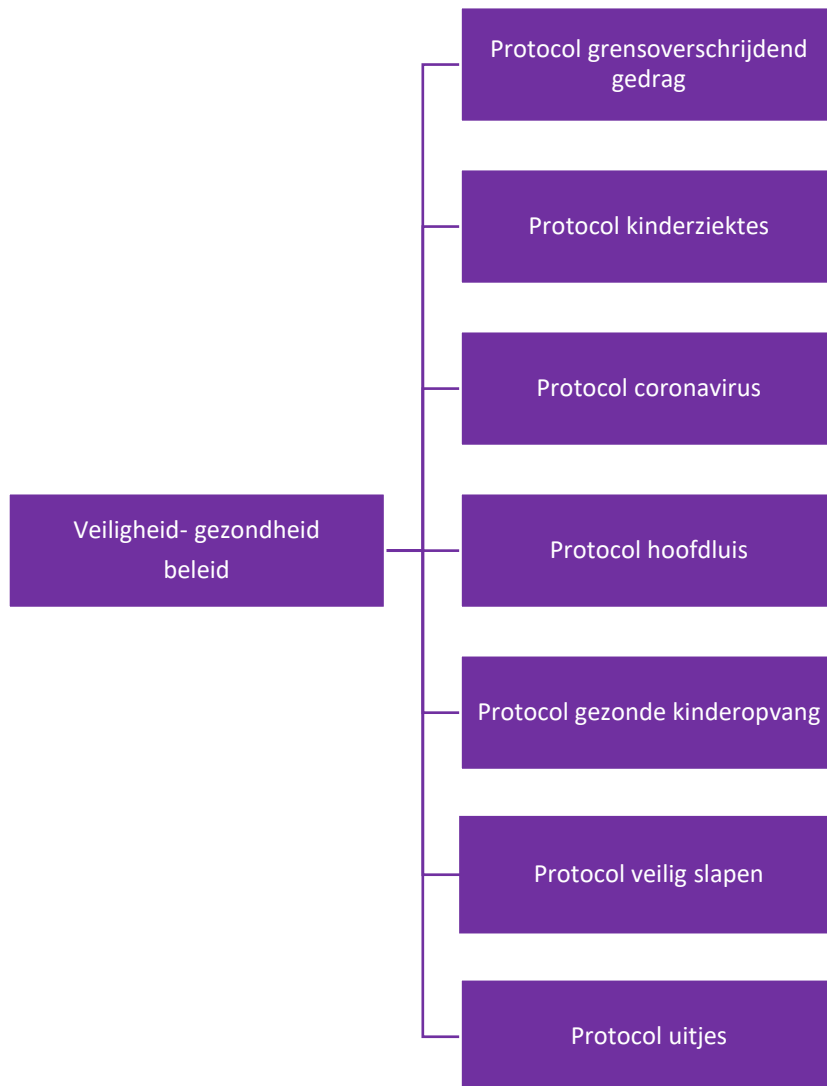 Protocol grensoverschrijdend
gedrag
Protocol kinderziektes
Protocol coronavirus
Veiligheid- gezondheid
beleid
Protocol hoofdluis
Protocol gezonde kinderopvang
Protocol veilig slapen
Protocol uitjes